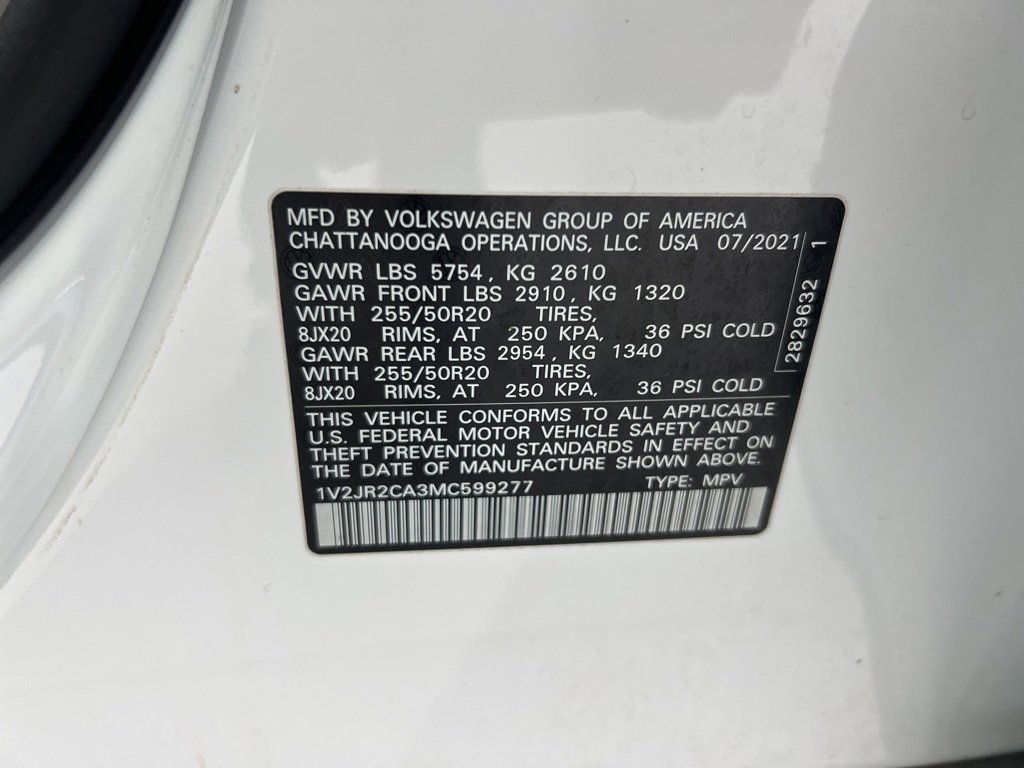 MFD BY VOLKSWAGEN GROUP OF AMERICA
CHATTANOOGA OPERATIONS, LLC. USA 07/2021
GVWR LBS 5754, KG 2610
GAWR FRONT LBS 2910, KG 1320
WITH 255/50R20 TIRES,
8JX20 RIMS, AT 250 KPA, 36 PSI COLD
GAWR REAR LBS 2954, KG 1340
WITH 255/50R20 TIRES,
8JX20 RIMS, AT 250 KPA, 36 PSI COLD
THIS VEHICLE CONFORMS TO ALL APPLICABLE
U.S. FEDERAL MOTOR VEHICLE SAFETY AND
THEFT PREVENTION STANDARDS IN EFFECT ON
THE DATE OF MANUFACTURE SHOWN ABOVE.
1V2JR2CA3MC599277 TYPE: MPV
2829632 1